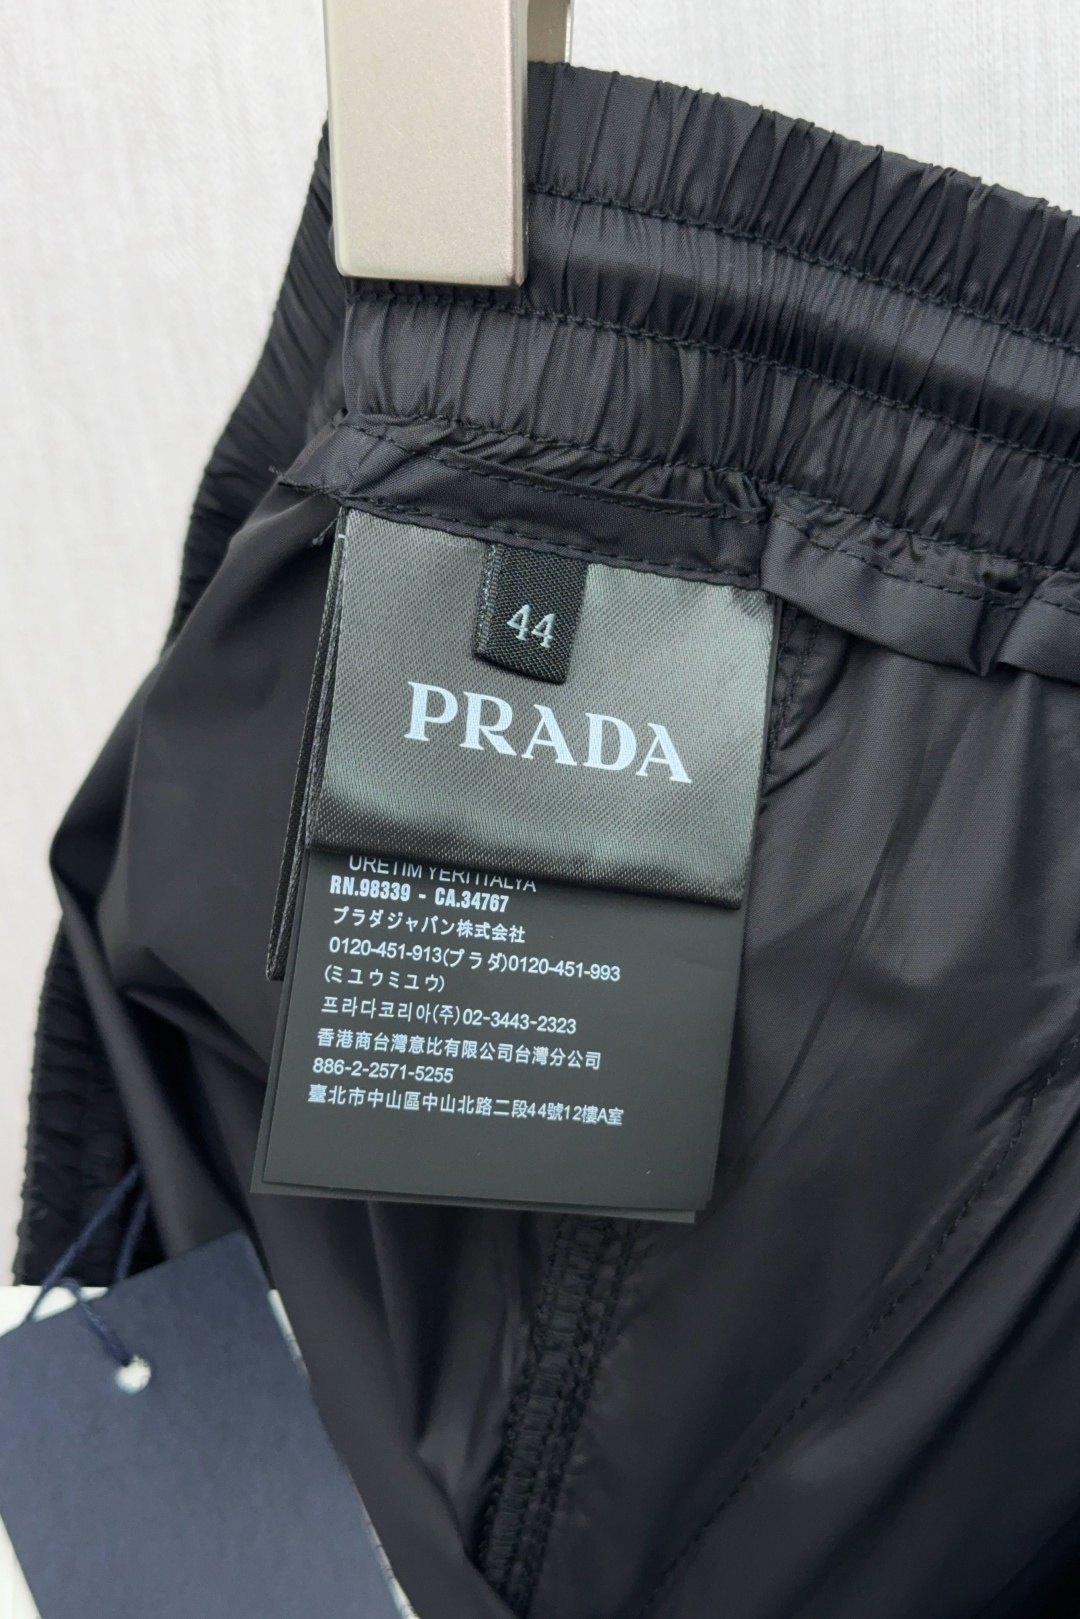 44
PRADA
URETIM YERI ITALYA
RN.98339 - CA.34767
プラダジャパン株式会社
0120-451-913(プラダ)0120-451-993
(ミユウミユウ)
프라다코리아(주)02-3443-2323
香港商台灣意比有限公司台灣分公司
886-2-2571-5255
臺北市中山區中山北路二段44號12樓A室